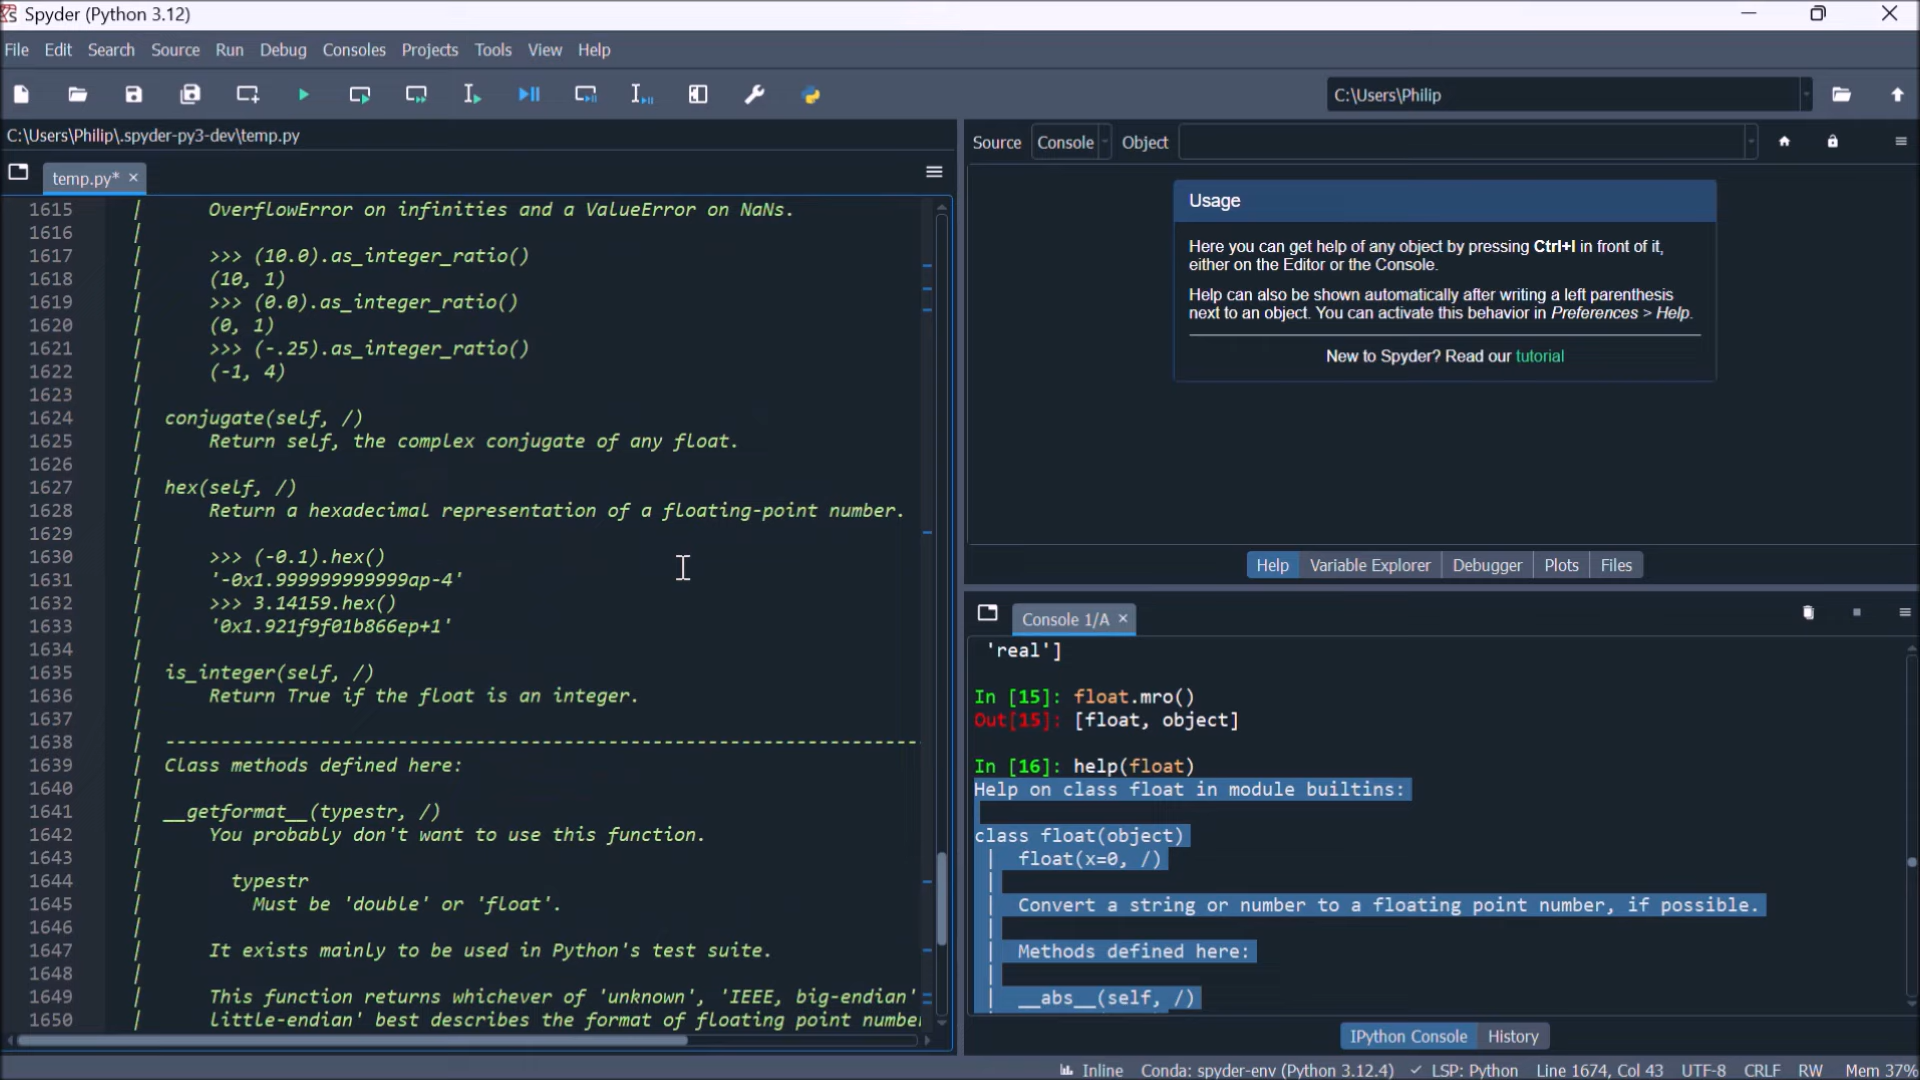 Spyder (Python 3.12)
File Edit Search Source Run Debug Consoles Projects Tools View Help
C:\Users\Philip
C:\Users\Philip\.spyder-py3-dev\temp.py
temp.py*
1615 | OverflowError on infinities and a ValueError on NaNs.
1616 |
1617 | >>> (10.0).as_integer_ratio()
1618 | (10, 1)
1619 | >>> (0.0).as_integer_ratio()
1620 | (0, 1)
1621 | >>> (-.25).as_integer_ratio()
1622 | (-1, 4)
1623 |
1624 | conjugate(self, /)
1625 | Return self, the complex conjugate of any float.
1626 |
1627 | hex(self, /)
1628 | Return a hexadecimal representation of a floating-point number.
1629 |
1630 | >>> (-0.1).hex()
1631 | '-0x1.999999999999ap-4'
1632 | >>> 3.14159.hex()
1633 | '0x1.921f9f01b866ep+1'
1634 |
1635 | is_integer(self, /)
1636 | Return True if the float is an integer.
1637 |
1638 | ----------------------------------------------------------------------
1639 | Class methods defined here:
1640 |
1641 | __getformat__(typestr, /)
1642 | You probably don't want to use this function.
1643 |
1644 | typestr
1645 | Must be 'double' or 'float'.
1646 |
1647 | It exists mainly to be used in Python's test suite.
1648 |
1649 | This function returns whichever of 'unknown', 'IEEE, big-endian'
1650 | little-endian' best describes the format of floating point number
Source Console Object
Usage
Here you can get help of any object by pressing Ctrl+I in front of it,
either on the Editor or the Console.
Help can also be shown automatically after writing a left parenthesis
next to an object. You can activate this behavior in Preferences > Help.
New to Spyder? Read our tutorial
Help Variable Explorer Debugger Plots Files
Console 1/A
'real']
In [15]: float.mro()
Out[15]: [float, object]
In [16]: help(float)
Help on class float in module builtins:
class float(object)
| float(x=0, /)
|
| Convert a string or number to a floating point number, if possible.
|
| Methods defined here:
|
| __abs__(self, /)
IPython Console History
Inline Conda: spyder-env (Python 3.12.4) LSP: Python Line 1674, Col 43 UTF-8 CRLF RW Mem 37%